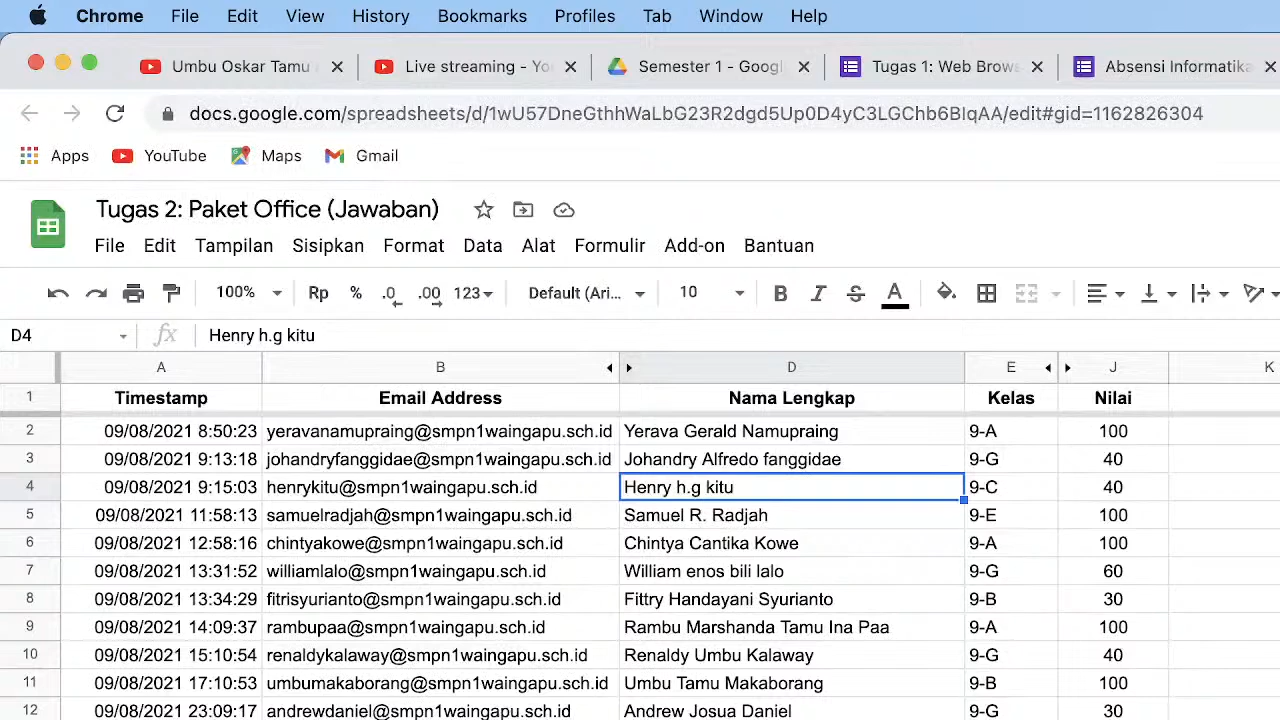 Chrome File Edit View History Bookmarks Profiles Tab Window Help
Umbu Oskar Tamu Live streaming - Yo Semester 1 - Googl Tugas 1: Web Brows Absensi Informatika
docs.google.com/spreadsheets/d/1wU57DneGthhWaLbG23R2dgd5Up0D4yC3LGChb6BlqAA/edit#gid=1162826304
Apps YouTube Maps Gmail
Tugas 2: Paket Office (Jawaban)
File Edit Tampilan Sisipkan Format Data Alat Formulir Add-on Bantuan
100% Rp % .0 .00 123 Default (Ari... 10 B I S A
D4 fx Henry h.g kitu
A B D E J K
1 Timestamp Email Address Nama Lengkap Kelas Nilai
2 09/08/2021 8:50:23 yeravanamupraing@smpn1waingapu.sch.id Yerava Gerald Namupraing 9-A 100
3 09/08/2021 9:13:18 johandryfanggidae@smpn1waingapu.sch.id Johandry Alfredo fanggidae 9-G 40
4 09/08/2021 9:15:03 henrykitu@smpn1waingapu.sch.id Henry h.g kitu 9-C 40
5 09/08/2021 11:58:13 samuelradjah@smpn1waingapu.sch.id Samuel R. Radjah 9-E 100
6 09/08/2021 12:58:16 chintyakowe@smpn1waingapu.sch.id Chintya Cantika Kowe 9-A 100
7 09/08/2021 13:31:52 williamlalo@smpn1waingapu.sch.id William enos bili lalo 9-G 60
8 09/08/2021 13:34:29 fitrisyurianto@smpn1waingapu.sch.id Fittry Handayani Syurianto 9-B 30
9 09/08/2021 14:09:37 rambupaa@smpn1waingapu.sch.id Rambu Marshanda Tamu Ina Paa 9-A 100
10 09/08/2021 15:10:54 renaldykalaway@smpn1waingapu.sch.id Renaldy Umbu Kalaway 9-G 40
11 09/08/2021 17:10:53 umbumakaborang@smpn1waingapu.sch.id Umbu Tamu Makaborang 9-B 100
12 09/08/2021 23:09:17 andrewdaniel@smpn1waingapu.sch.id Andrew Josua Daniel 9-G 30